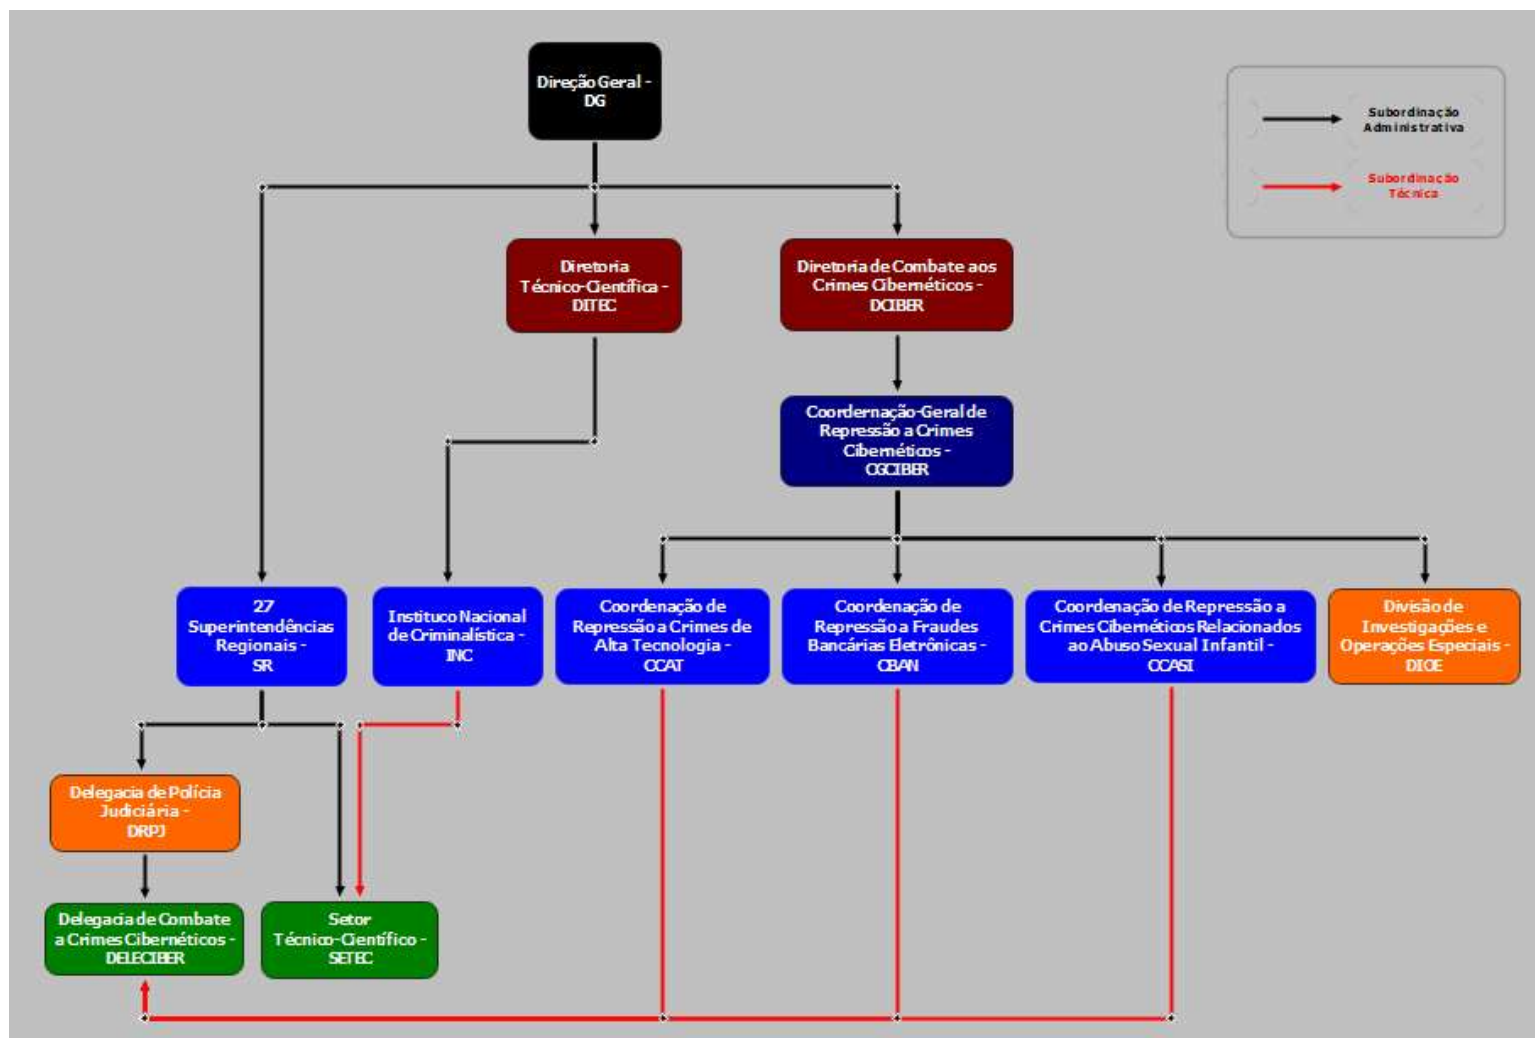 Direção Geral -
DG
Subordinação
Administrativa
Subordinação
Técnica
Diretoria
Técnico-Científica -
DITEC
Diretoria de Combate aos
Crimes Cibernéticos -
DCIBER
Coordernação-Geral de
Repressão a Crimes
Cibernéticos -
CGCIBER
27
Superintendências
Regionais -
SR
Instituco Nacional
de Criminalística -
INC
Coordenação de
Repressão a Crimes de
Alta Tecnologia -
CCAT
Coordenação de
Repressão a Fraudes
Bancárias Eletrônicas -
CBAN
Coordenação de Repressão a
Crimes Cibernéticos Relacionados
ao Abuso Sexual Infantil -
CCASI
Divisão de
Investigações e
Operações Especiais -
DIOE
Delegacia de Polícia
Judiciária -
DRPJ
Delegacia de Combate
a Crimes Cibernéticos -
DELECIBER
Setor
Técnico-Científico -
SETEC